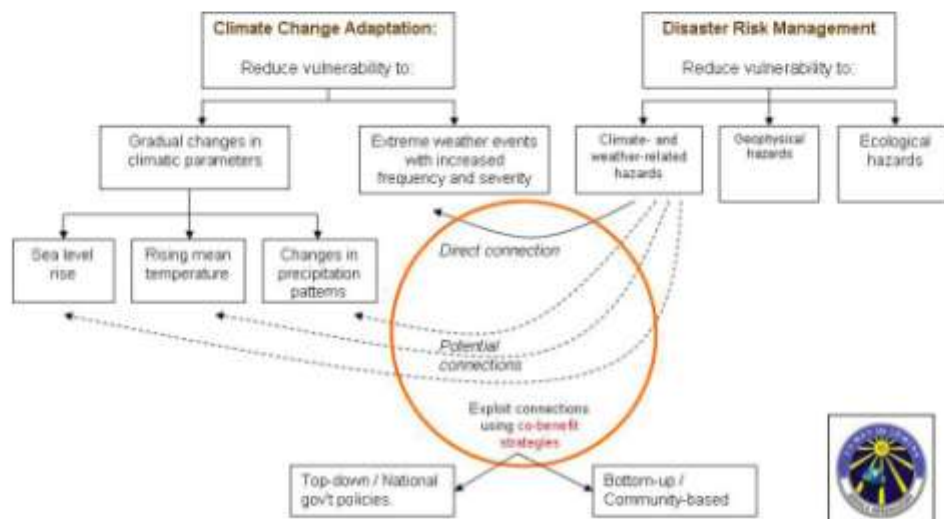 Climate Change Adaptation:
Reduce vulnerability to:
Disaster Risk Management
Reduce vulnerability to:
Gradual changes in
climatic parameters
Extreme weather events
with increased
frequency and severity
Climate- and
weather-related
hazards
Geophysical
hazards
Ecological
hazards
Sea level
rise
Rising mean
temperature
Changes in
precipitation
patterns
Direct connection
Potential
connections
Exploit connections
using co-benefit
strategies
Top-down / National
gov't policies.
Bottom-up /
Community-based